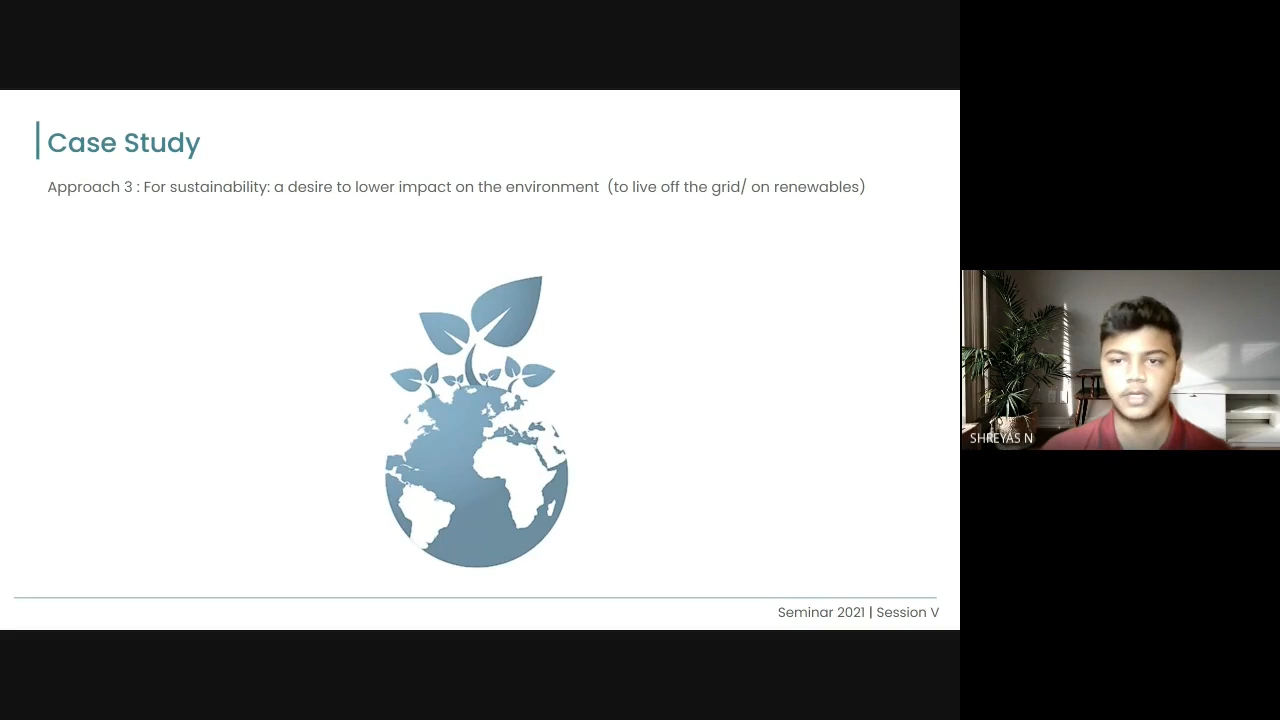 Case Study
Approach 3 : For sustainability: a desire to lower impact on the environment  (to live off the grid/ on renewables)
SHREYAS N
Seminar 2021 | Session V